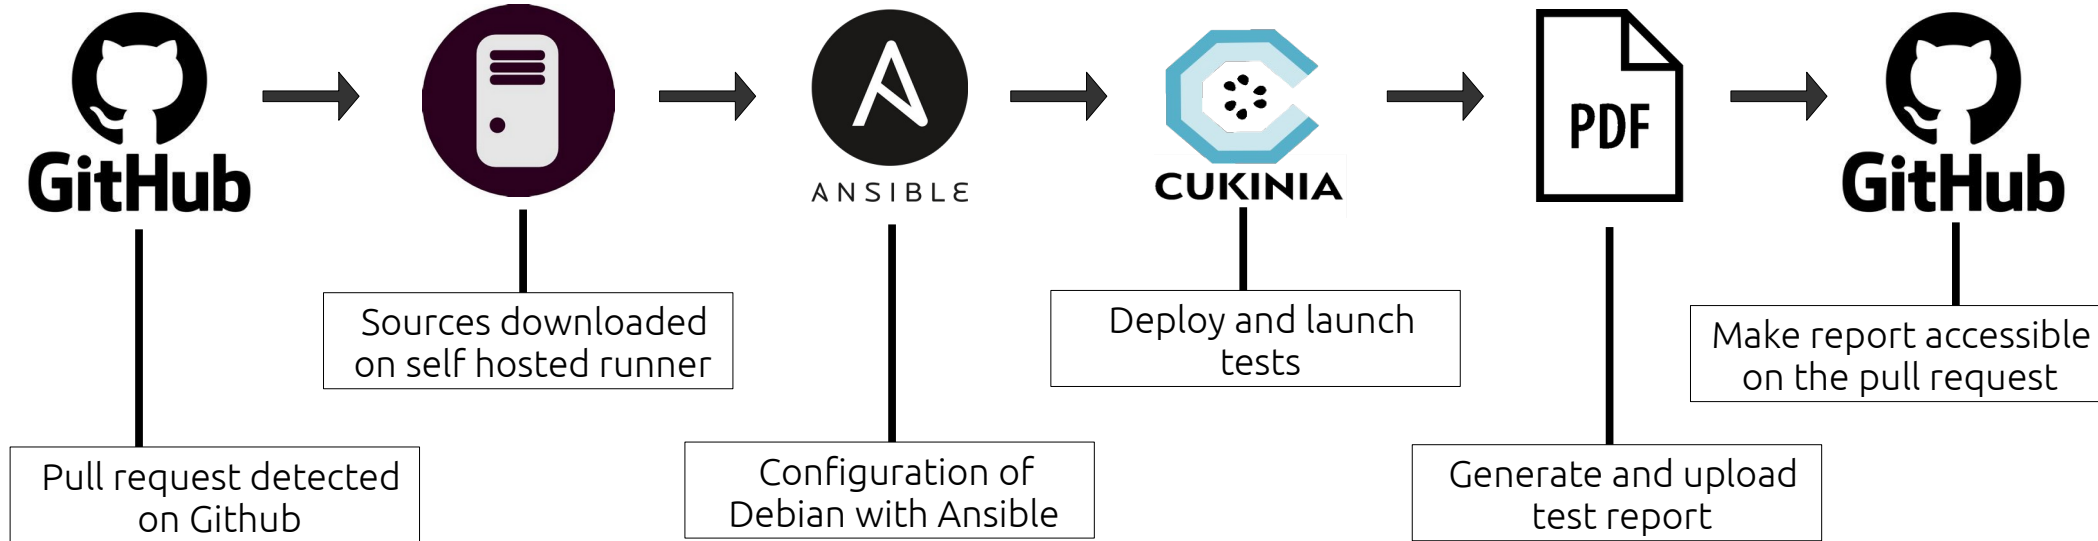 GitHub
ANSIBLE
CUKINIA
PDF
GitHub
Sources downloaded
on self hosted runner
Deploy and launch
tests
Make report accessible
on the pull request
Pull request detected
on Github
Configuration of
Debian with Ansible
Generate and upload
test report